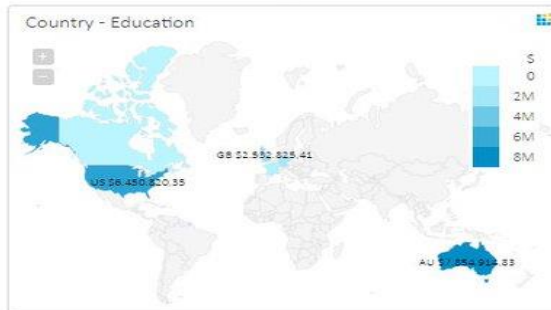 Country - Education
+
−
$
0
2M
4M
6M
8M
GB $2,532,825.41
US $6,450,820.35
AU $7,854,914.83